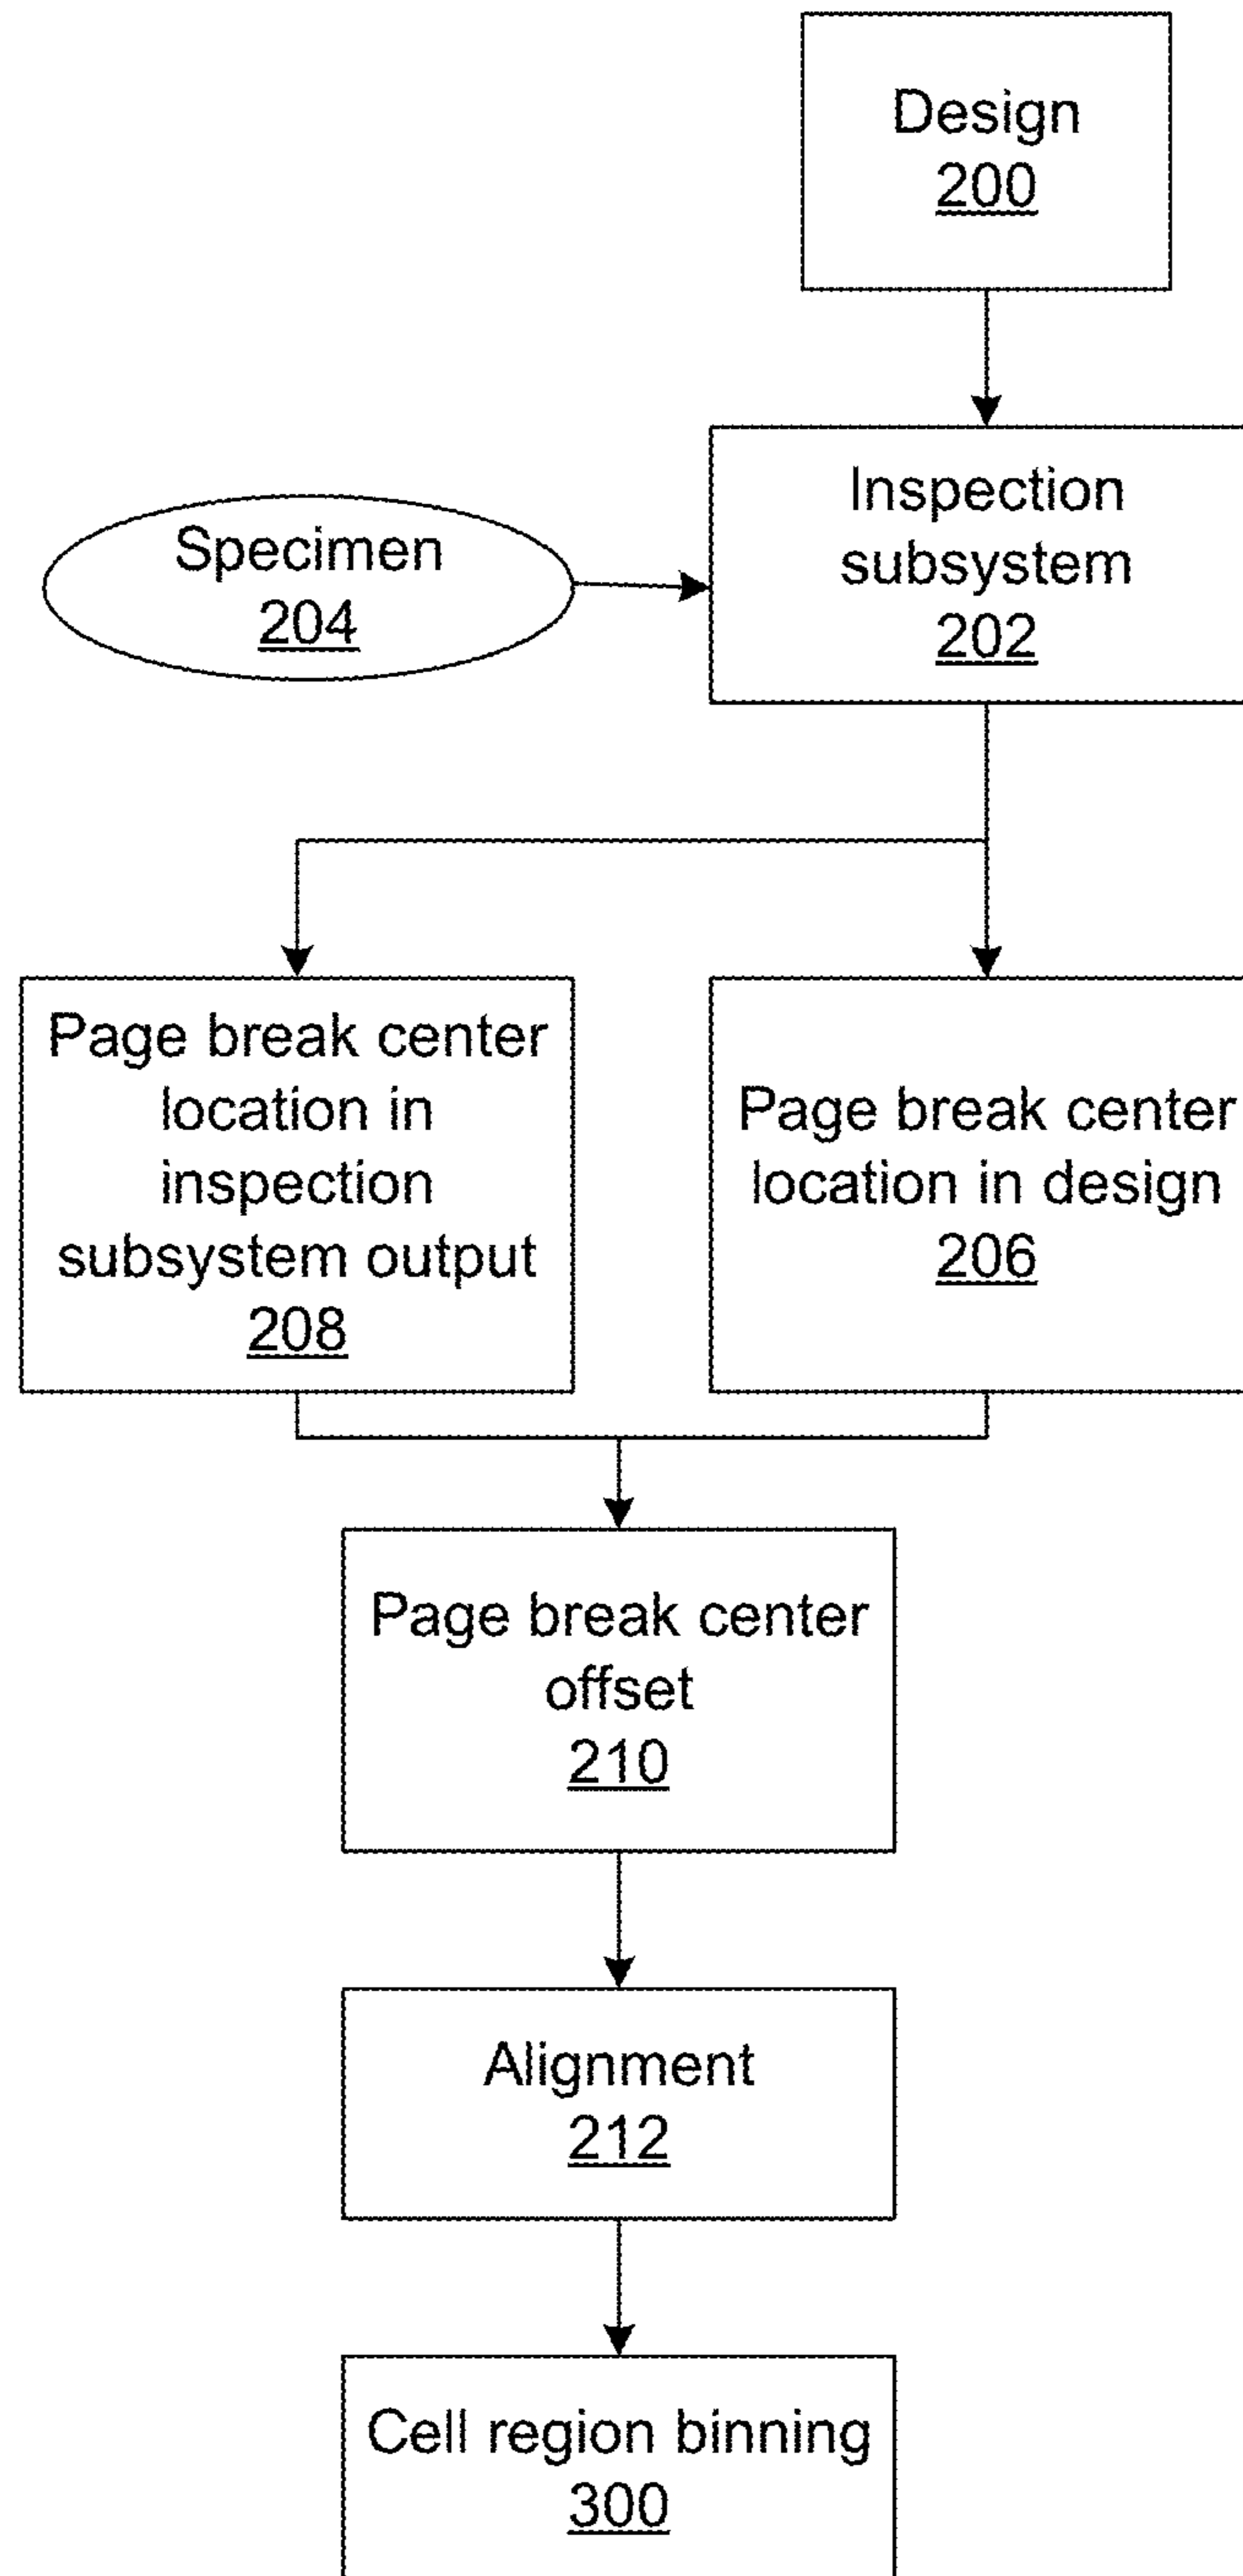 Design
200
Inspection
subsystem
202
Specimen
204
Page break center
location in
inspection
subsystem output
208
Page break center
location in design
206
Page break center
offset
210
Alignment
212
Cell region binning
300